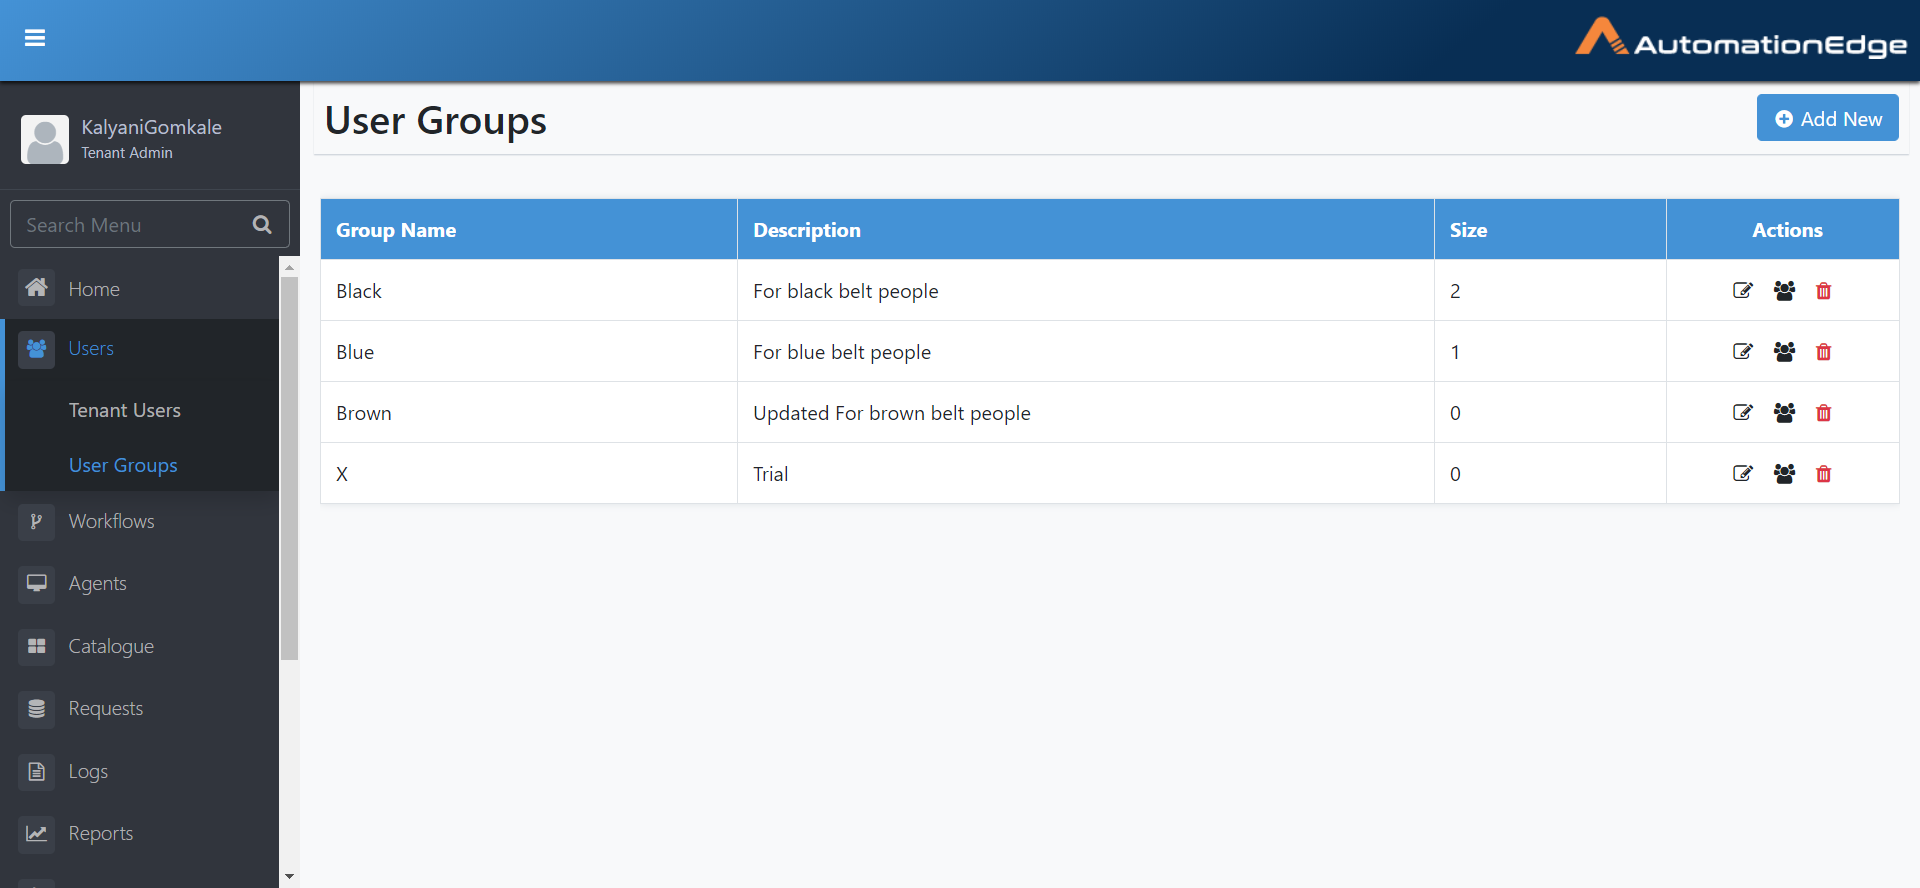 AutomationEdge
KalyaniGomkale
Tenant Admin
Search Menu
Home
Users
Tenant Users
User Groups
Workflows
Agents
Catalogue
Requests
Logs
Reports
User Groups
Add New
Group Name Description Size Actions
Black For black belt people 2
Blue For blue belt people 1
Brown Updated For brown belt people 0
X Trial 0